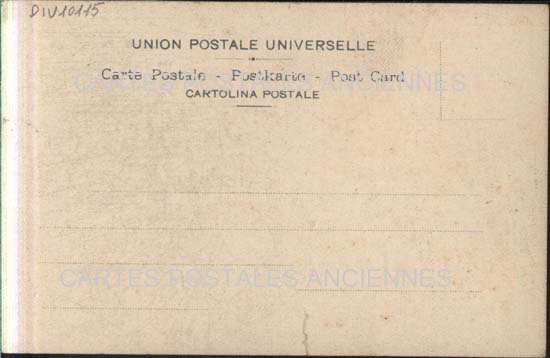 DIV10115
UNION POSTALE UNIVERSELLE
Carte Postale - Postkarte - Post Card
CARTES POSTALES ANCIENNES
CARTOLINA POSTALE
CARTES POSTALES ANCIENNES